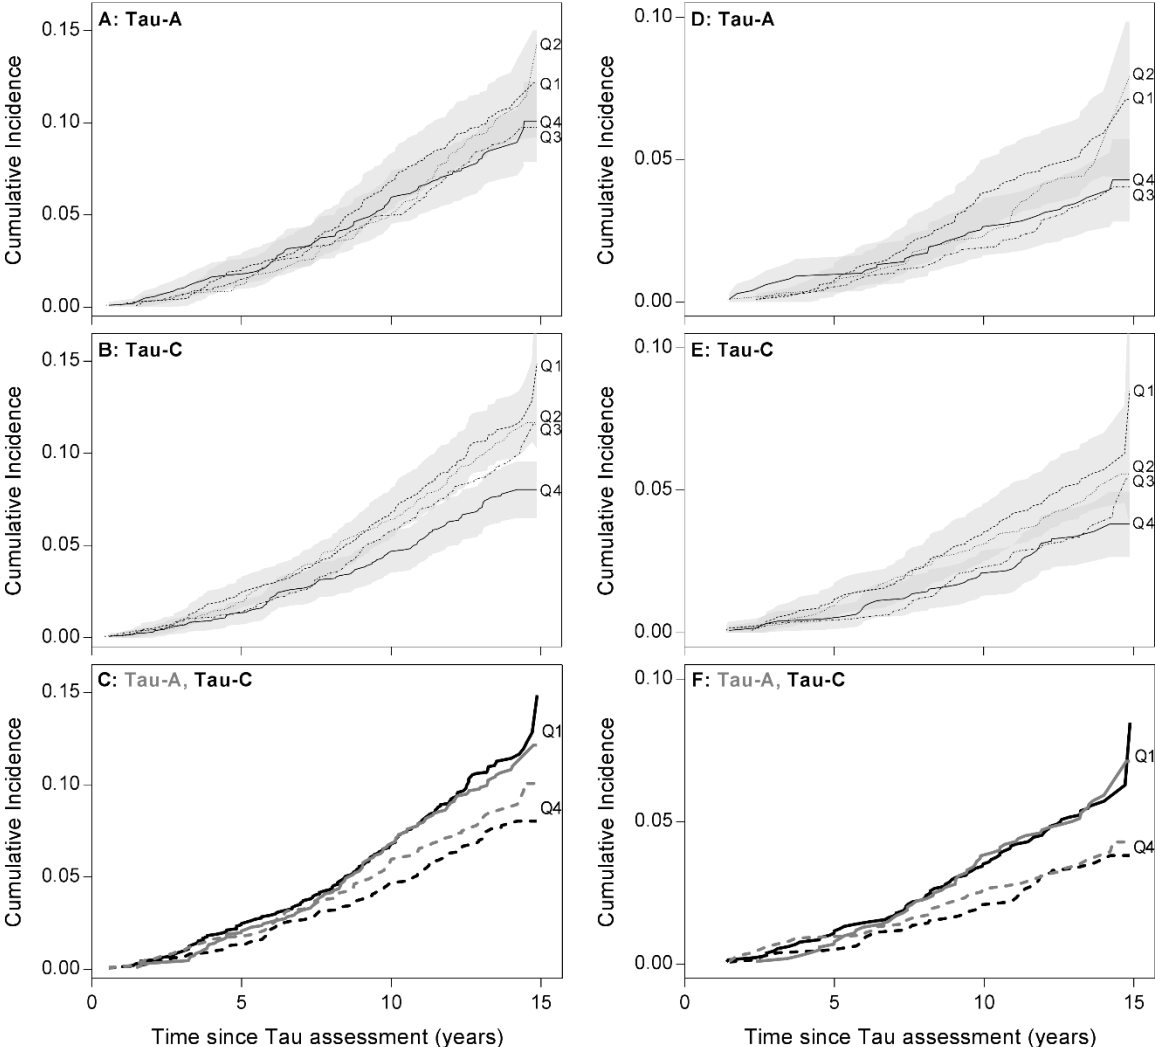 A: Tau-A
Cumulative Incidence
0.15
0.10
0.05
0.00
Q2
Q1
Q4
Q3
D: Tau-A
Cumulative Incidence
0.10
0.05
0.00
Q2
Q1
Q4
Q3
B: Tau-C
Cumulative Incidence
0.15
0.10
0.05
0.00
Q1
Q2
Q3
Q4
E: Tau-C
Cumulative Incidence
0.10
0.05
0.00
Q1
Q2
Q3
Q4
C: Tau-A, Tau-C
Cumulative Incidence
0.15
0.10
0.05
0.00
Q1
Q4
0 5 10 15
Time since Tau assessment (years)
F: Tau-A, Tau-C
Cumulative Incidence
0.10
0.05
0.00
Q1
Q4
0 5 10 15
Time since Tau assessment (years)